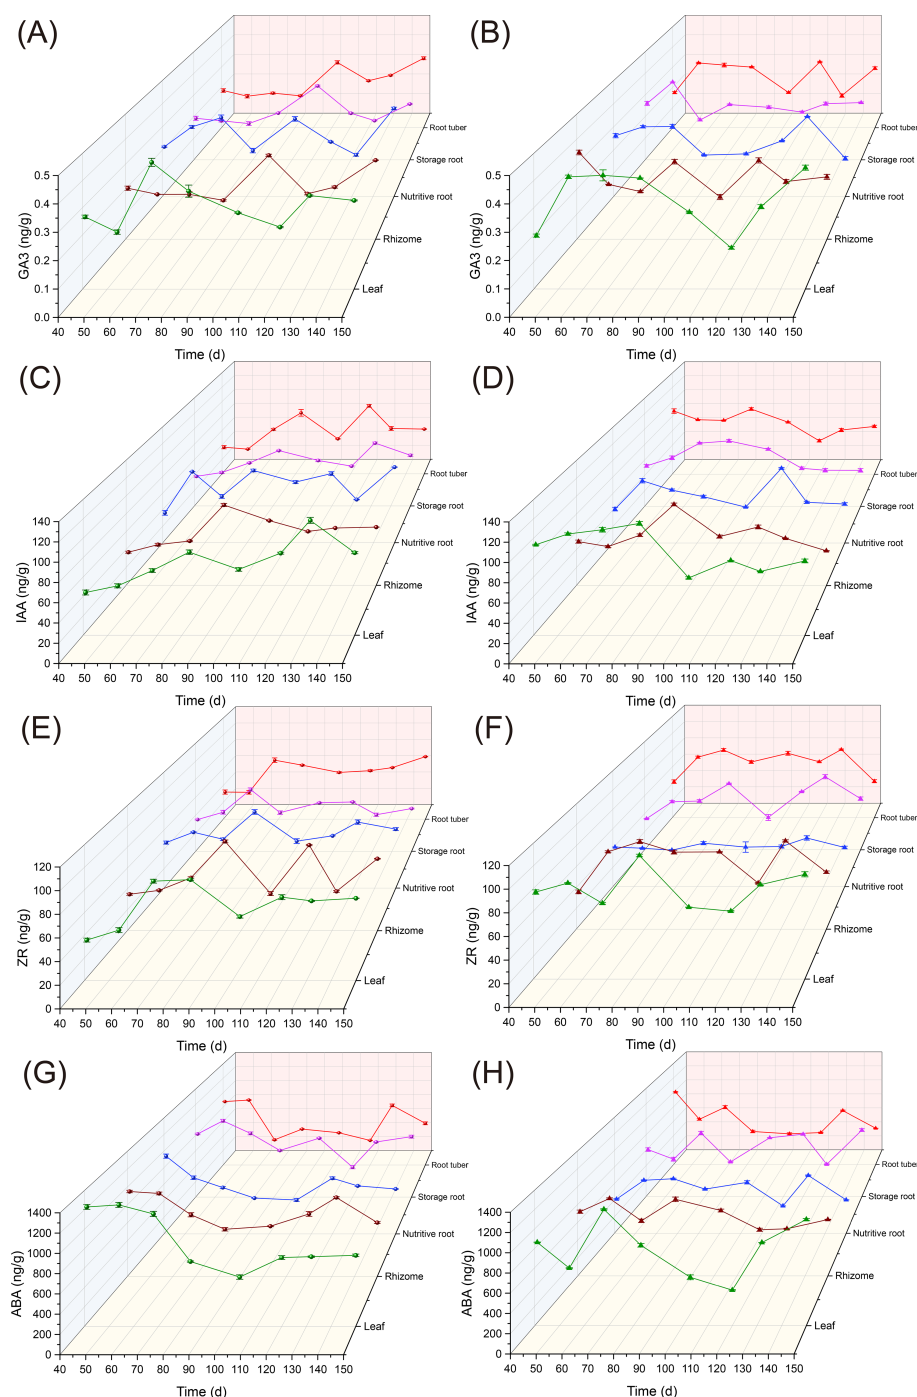 (A)
0.5
0.4
0.3
0.2
0.1
0.0
GA3 (ng/g)
40 50 60 70 80 90 100 110 120 130 140 150
Time (d)
Root tuber
Storage root
Nutritive root
Rhizome
Leaf
(B)
0.5
0.4
0.3
0.2
0.1
0.0
GA3 (ng/g)
40 50 60 70 80 90 100 110 120 130 140 150
Time (d)
Root tuber
Storage root
Nutritive root
Rhizome
Leaf
(C)
140
120
100
80
60
40
20
0
IAA (ng/g)
40 50 60 70 80 90 100 110 120 130 140 150
Time (d)
Root tuber
Storage root
Nutritive root
Rhizome
Leaf
(D)
140
120
100
80
60
40
20
0
IAA (ng/g)
40 50 60 70 80 90 100 110 120 130 140 150
Time (d)
Root tuber
Storage root
Nutritive root
Rhizome
Leaf
(E)
120
100
80
60
40
20
0
ZR (ng/g)
40 50 60 70 80 90 100 110 120 130 140 150
Time (d)
Root tuber
Storage root
Nutritive root
Rhizome
Leaf
(F)
120
100
80
60
40
20
0
ZR (ng/g)
40 50 60 70 80 90 100 110 120 130 140 150
Time (d)
Root tuber
Storage root
Nutritive root
Rhizome
Leaf
(G)
1400
1200
1000
800
600
400
200
0
ABA (ng/g)
40 50 60 70 80 90 100 110 120 130 140 150
Time (d)
Root tuber
Storage root
Nutritive root
Rhizome
Leaf
(H)
1400
1200
1000
800
600
400
200
0
ABA (ng/g)
40 50 60 70 80 90 100 110 120 130 140 150
Time (d)
Root tuber
Storage root
Nutritive root
Rhizome
Leaf